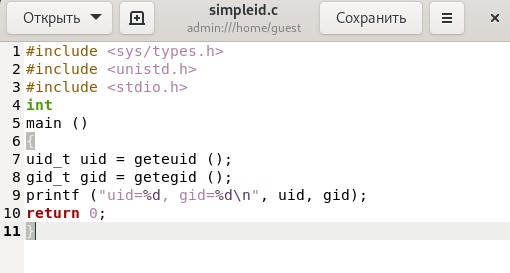 Открыть
simpleid.c
admin:///home/guest
Сохранить
1 #include <sys/types.h>
2 #include <unistd.h>
3 #include <stdio.h>
4 int
5 main ()
6 {
7 uid_t uid = geteuid ();
8 gid_t gid = getegid ();
9 printf ("uid=%d, gid=%d\n", uid, gid);
10 return 0;
11 }